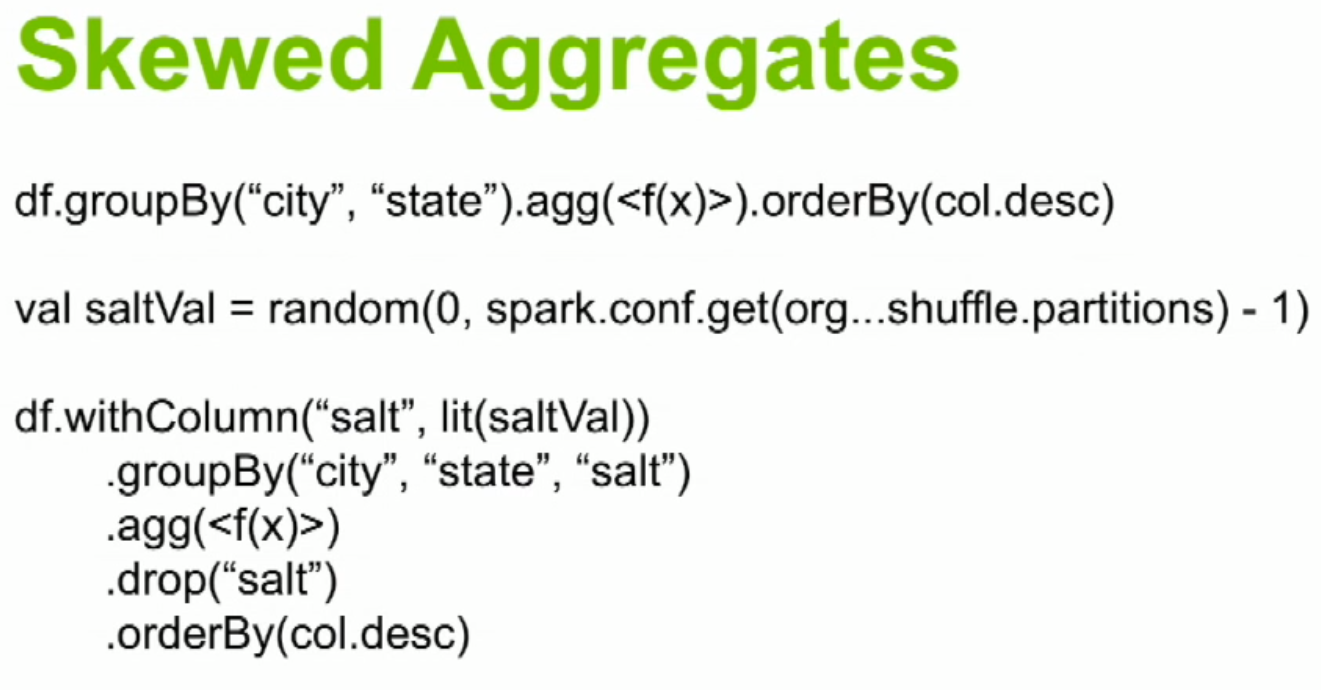 Skewed Aggregates
df.groupBy(“city”, “state”).agg(<f(x)>).orderBy(col.desc)
val saltVal = random(0, spark.conf.get(org...shuffle.partitions) - 1)
df.withColumn(“salt”, lit(saltVal))
.groupBy(“city”, “state”, “salt”)
.agg(<f(x)>)
.drop(“salt”)
.orderBy(col.desc)